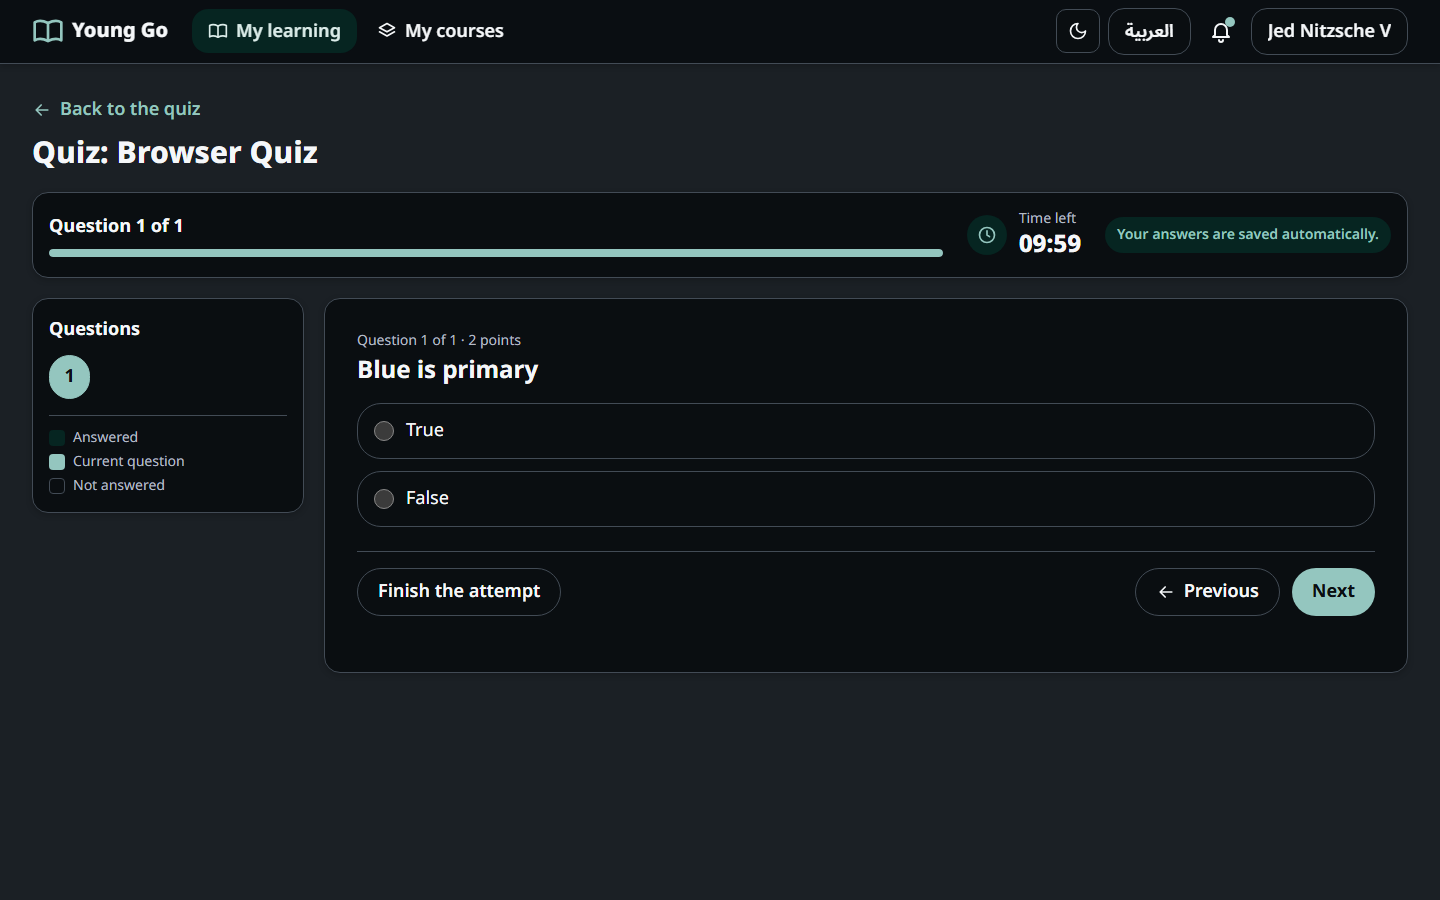 Young Go
My learning
My courses
العربية
Jed Nitzsche V
Back to the quiz
Quiz: Browser Quiz
Question 1 of 1
Time left
09:59
Your answers are saved automatically.
Questions
1
Answered
Current question
Not answered
Question 1 of 1 · 2 points
Blue is primary
True
False
Finish the attempt
Previous
Next